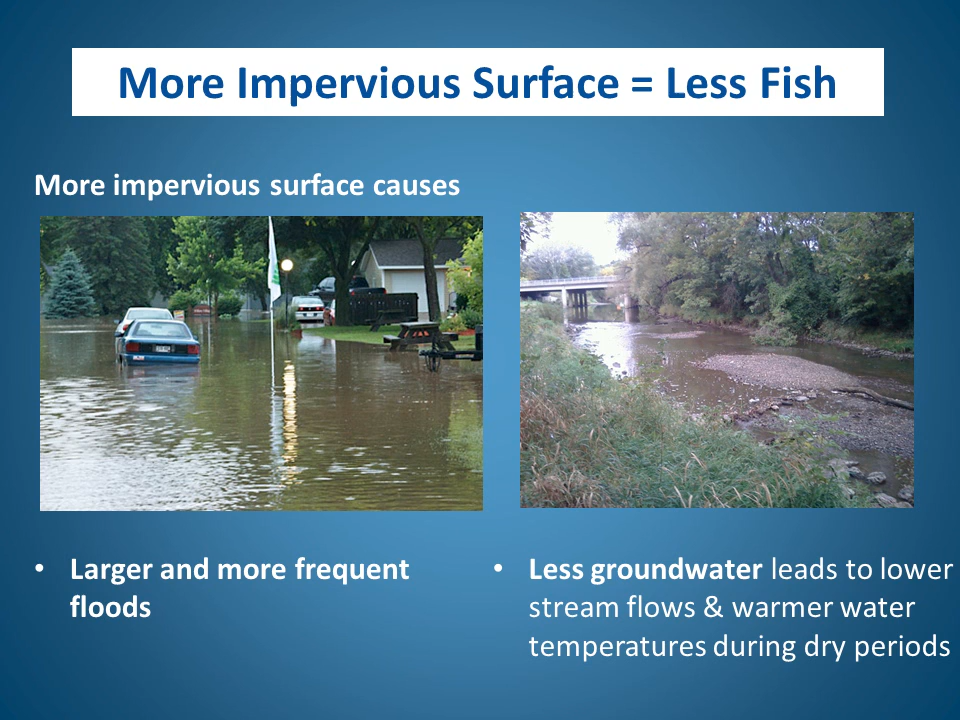 More Impervious Surface = Less Fish
More impervious surface causes
• Larger and more frequent
floods
• Less groundwater leads to lower
stream flows & warmer water
temperatures during dry periods